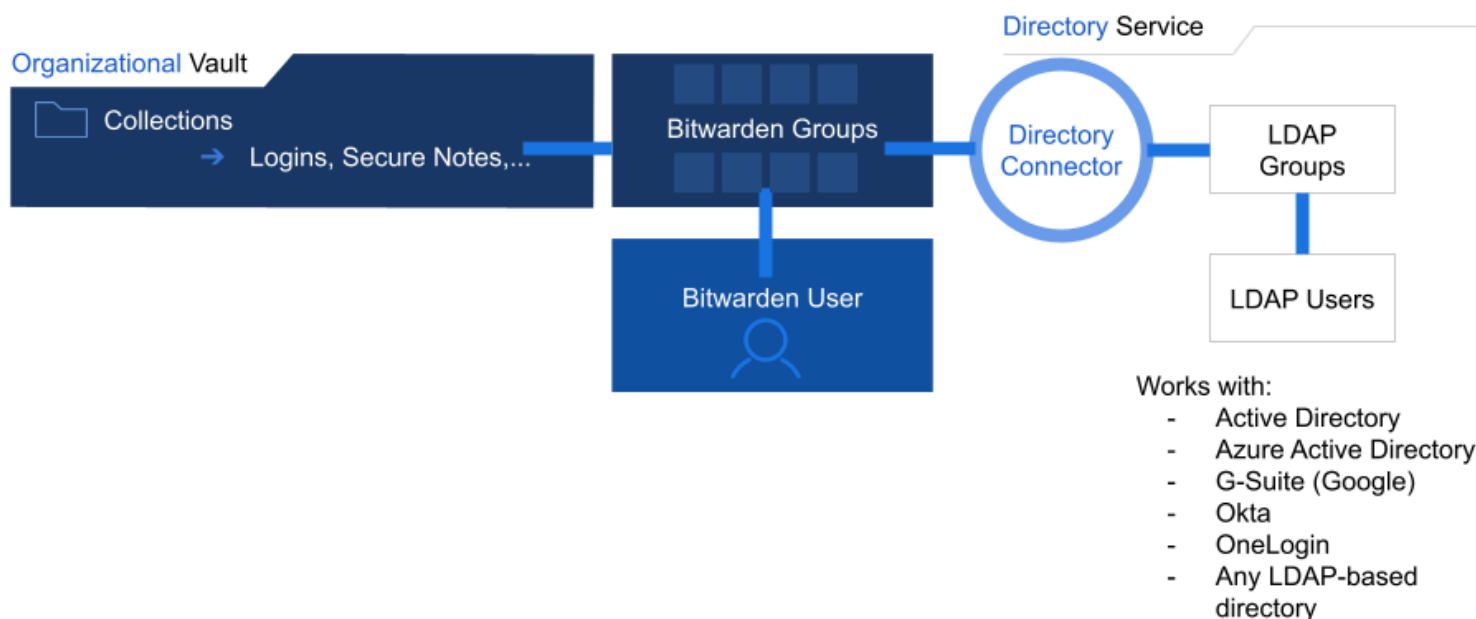 Organizational Vault
Collections
➔ Logins, Secure Notes,...
Bitwarden Groups
Bitwarden User
Directory Service
Directory
Connector
LDAP
Groups
LDAP Users
Works with:
- Active Directory
- Azure Active Directory
- G-Suite (Google)
- Okta
- OneLogin
- Any LDAP-based
directory